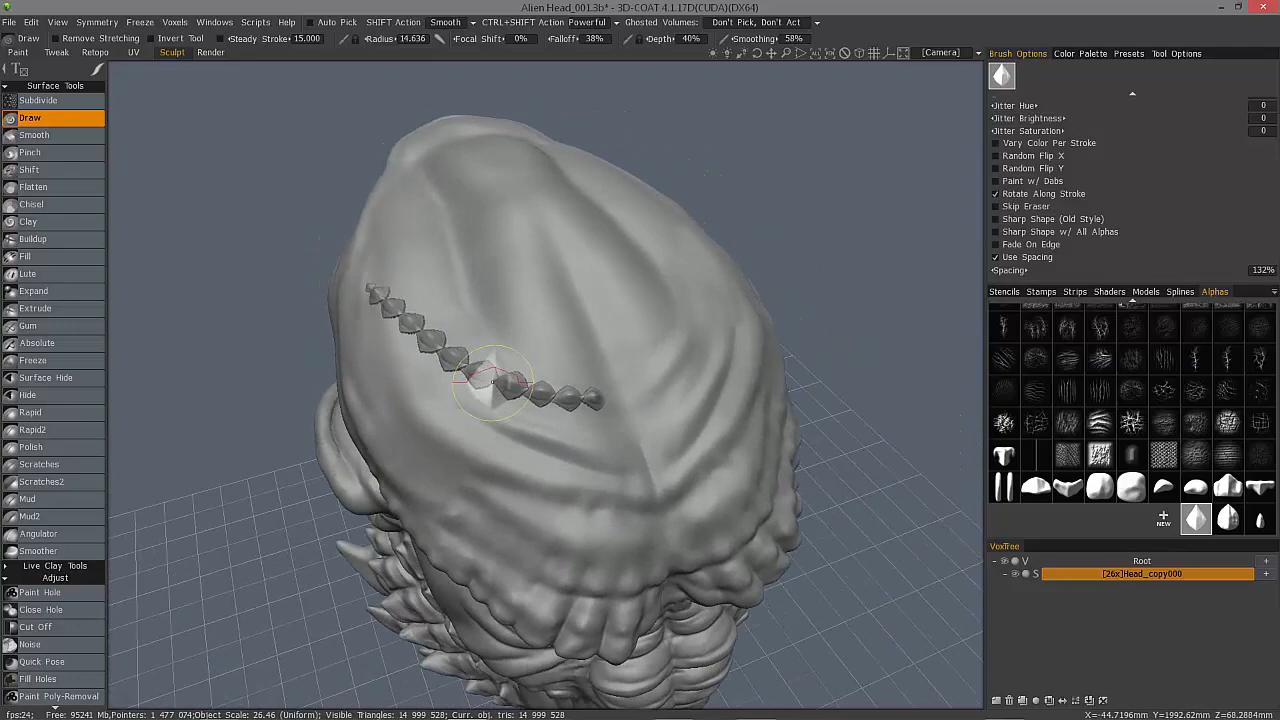 Alien Head_001.3b* - 3D-COAT 4.1.17D(CUDA)(DX64)
File Edit View Symmetry Freeze Voxels Windows Scripts Help Auto Pick SHIFT Action Smooth CTRL+SHIFT Action Powerful Ghosted Volumes: Don't Pick, Don't Act
Draw Remove Stretching Invert Tool Steady Stroke 15.000 Radius 14.636 Focal Shift 0% Falloff 38% Depth 40% Smoothing 58%
Paint Tweak Retopo UV Sculpt Render [Camera]
Brush Options Color Palette Presets Tool Options
Surface Tools
Subdivide
Draw
Smooth
Pinch
Shift
Flatten
Chisel
Clay
Buildup
Fill
Lute
Expand
Extrude
Gum
Absolute
Freeze
Surface Hide
Hide
Rapid
Rapid2
Polish
Scratches
Scratches2
Mud
Mud2
Angulator
Smoother
Live Clay Tools
Adjust
Paint Hole
Close Hole
Cut Off
Noise
Quick Pose
Fill Holes
Paint Poly-Removal
Jitter Hue 0
Jitter Brightness 0
Jitter Saturation 0
Vary Color Per Stroke
Random Flip X
Random Flip Y
Paint w/ Dabs
Rotate Along Stroke
Skip Eraser
Sharp Shape (Old Style)
Sharp Shape w/ All Alphas
Fade On Edge
Use Spacing
Spacing 132%
Stencils Stamps Strips Shaders Models Splines Alphas
NEW
VoxTree
V Root +
S [26x]Head_copy000 +
fps:24; Free: 95241 Mb,Pointers: 1 477 074;Object Scale: 26.46 (Uniform); Visible Triangles: 14 999 528; Curr. obj. tris: 14 999 528; X=-44.7196mm Y=1992.62mm Z=68.2884mm